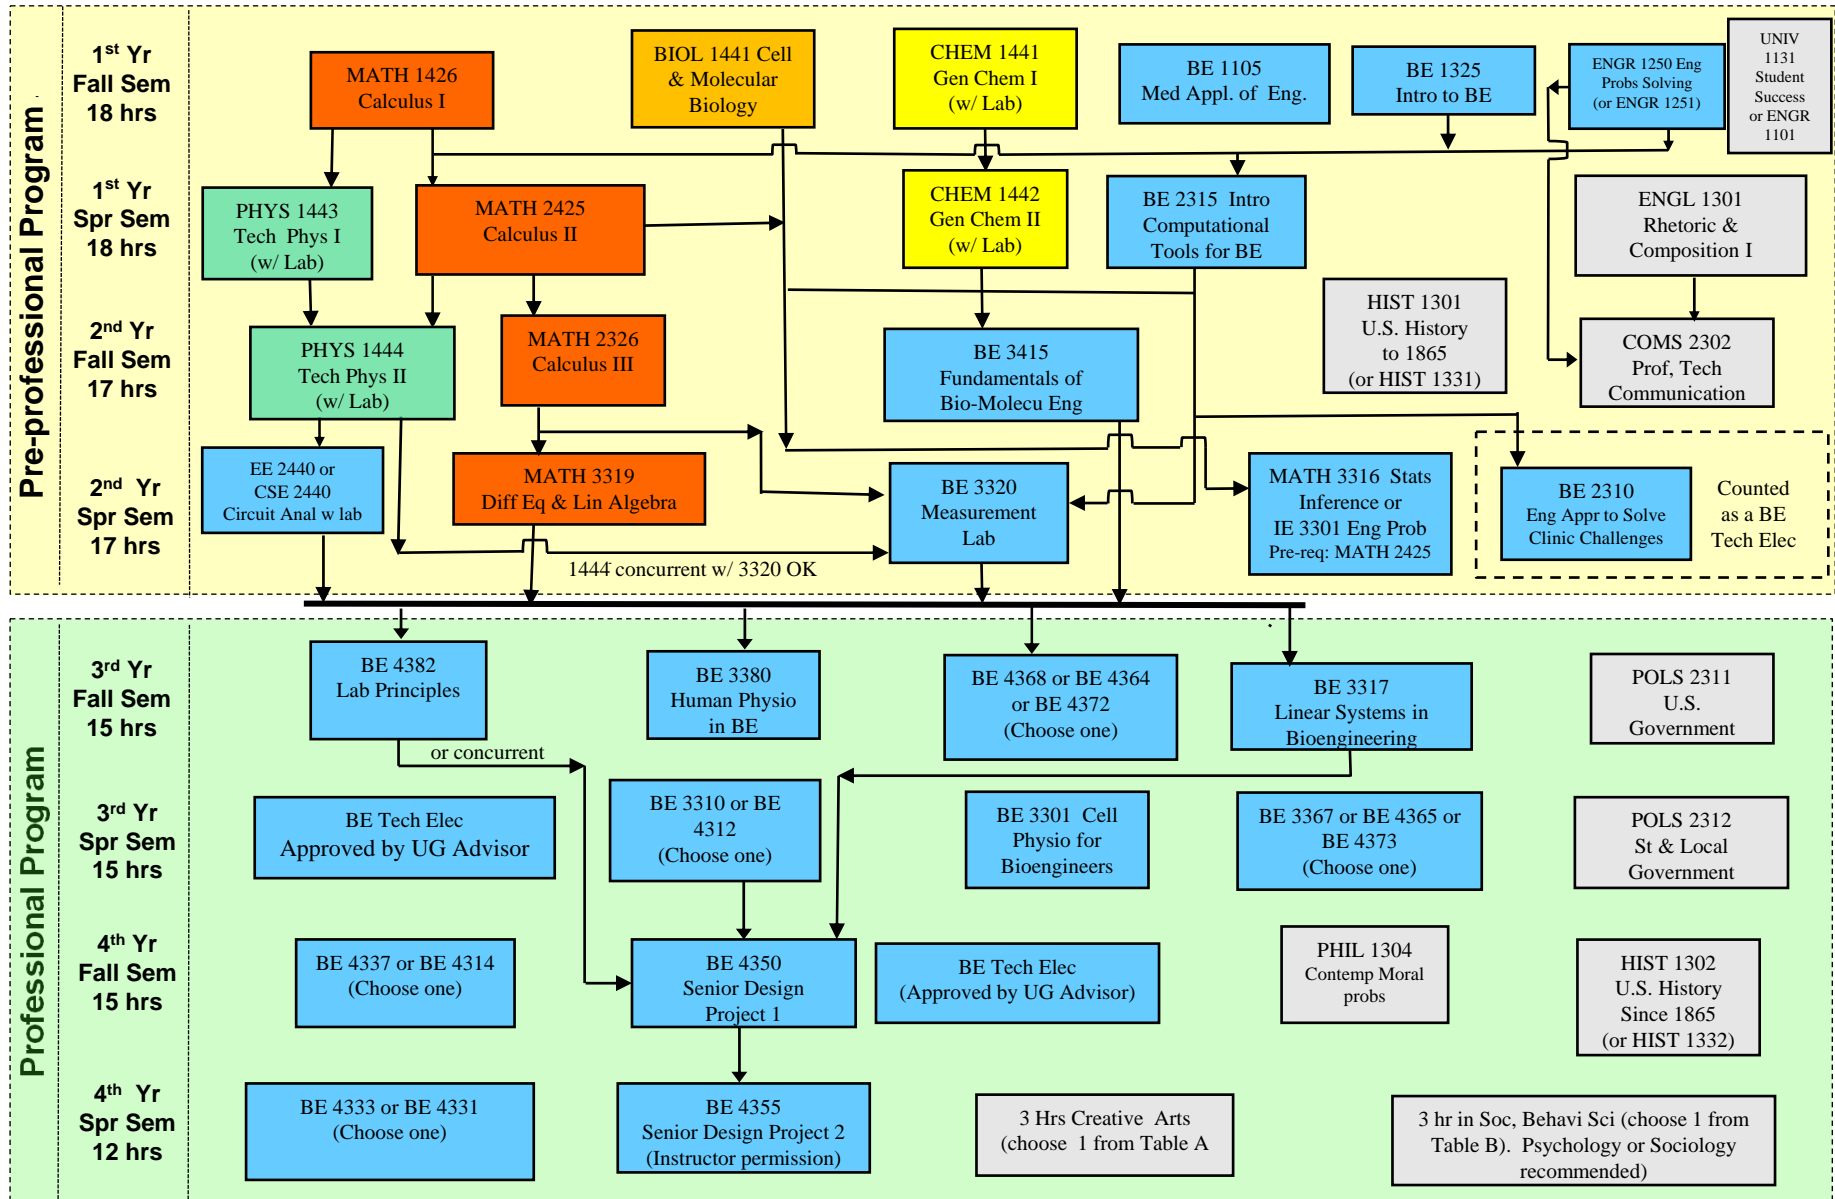 Pre-professional Program
1st Yr
Fall Sem
18 hrs
MATH 1426
Calculus I
BIOL 1441 Cell
& Molecular
Biology
CHEM 1441
Gen Chem I
(w/ Lab)
BE 1105
Med Appl. of Eng.
BE 1325
Intro to BE
ENGR 1250 Eng
Probs Solving
(or ENGR 1251)
UNIV
1131
Student
Success
or ENGR
1101
1st Yr
Spr Sem
18 hrs
PHYS 1443
Tech Phys I
(w/ Lab)
MATH 2425
Calculus II
CHEM 1442
Gen Chem II
(w/ Lab)
BE 2315 Intro
Computational
Tools for BE
ENGL 1301
Rhetoric &
Composition I
2nd Yr
Fall Sem
17 hrs
PHYS 1444
Tech Phys II
(w/ Lab)
MATH 2326
Calculus III
BE 3415
Fundamentals of
Bio-Molecu Eng
HIST 1301
U.S. History
to 1865
(or HIST 1331)
COMS 2302
Prof, Tech
Communication
2nd Yr
Spr Sem
17 hrs
EE 2440 or
CSE 2440
Circuit Anal w lab
MATH 3319
Diff Eq & Lin Algebra
BE 3320
Measurement
Lab
MATH 3316 Stats
Inference or
IE 3301 Eng Prob
Pre-req: MATH 2425
BE 2310
Eng Appr to Solve
Clinic Challenges
Counted
as a BE
Tech Elec
1444 concurrent w/ 3320 OK
Professional Program
3rd Yr
Fall Sem
15 hrs
BE 4382
Lab Principles
BE 3380
Human Physio
in BE
BE 4368 or BE 4364
or BE 4372
(Choose one)
BE 3317
Linear Systems in
Bioengineering
POLS 2311
U.S.
Government
or concurrent
3rd Yr
Spr Sem
15 hrs
BE Tech Elec
Approved by UG Advisor
BE 3310 or BE
4312
(Choose one)
BE 3301 Cell
Physio for
Bioengineers
BE 3367 or BE 4365 or
BE 4373
(Choose one)
POLS 2312
St & Local
Government
4th Yr
Fall Sem
15 hrs
BE 4337 or BE 4314
(Choose one)
BE 4350
Senior Design
Project 1
BE Tech Elec
(Approved by UG Advisor)
PHIL 1304
Contemp Moral
probs
HIST 1302
U.S. History
Since 1865
(or HIST 1332)
4th Yr
Spr Sem
12 hrs
BE 4333 or BE 4331
(Choose one)
BE 4355
Senior Design Project 2
(Instructor permission)
3 Hrs Creative Arts
(choose 1 from Table A
3 hr in Soc, Behavi Sci (choose 1 from
Table B). Psychology or Sociology
recommended)